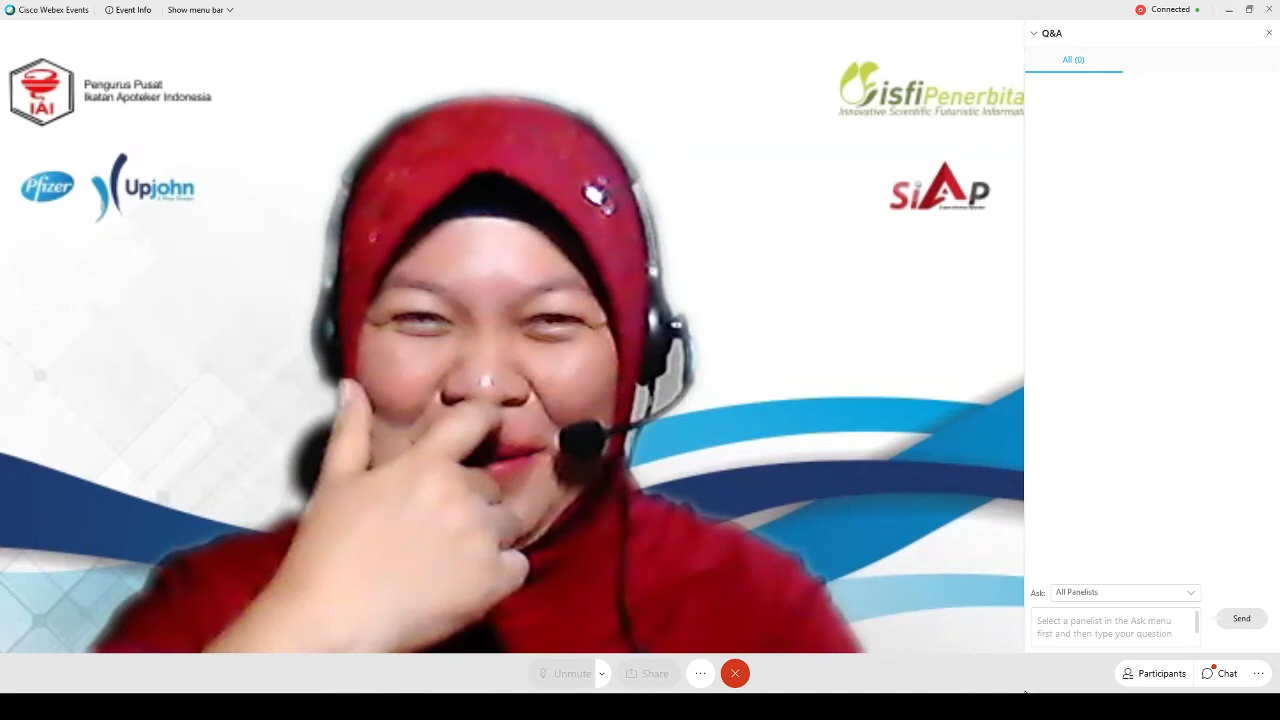 Cisco Webex Events
Event Info
Show menu bar
Connected
Q&A
All (0)
Pengurus Pusat
Ikatan Apoteker Indonesia
IAI
isfiPenerbita
Innovative Scientific Futuristic Informat
Pfizer
Upjohn
SiAP
Ask:
All Panelists
Select a panelist in the Ask menu
first and then type your question
Send
Unmute
Share
Participants
Chat